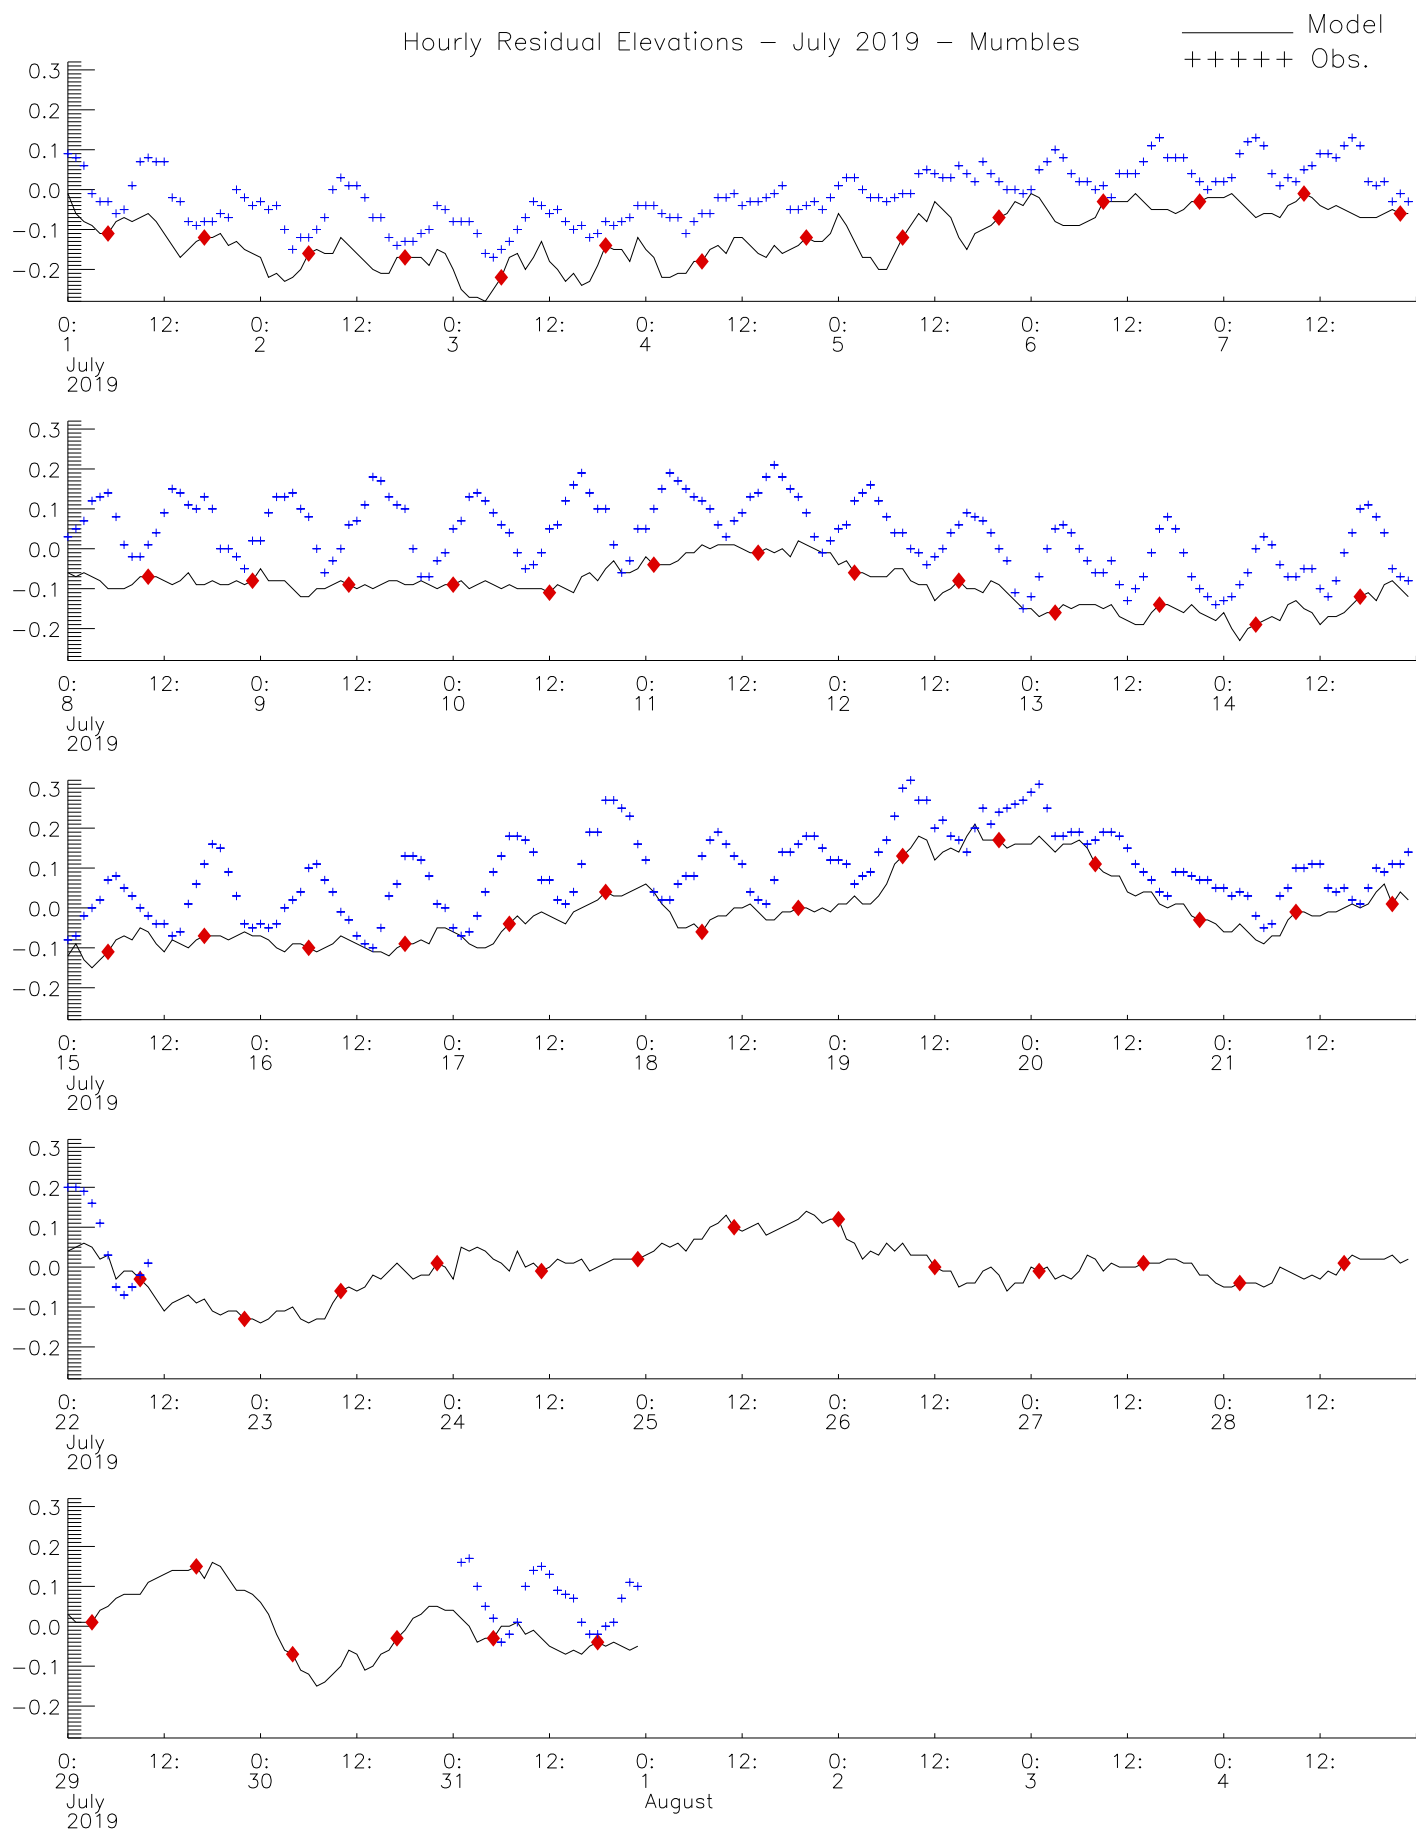 Hourly Residual Elevations − July 2019 − Mumbles
Model
+++++ Obs.
0.3
0.2
0.1
0.0
−0.1
−0.2
0: 12: 0: 12: 0: 12: 0: 12: 0: 12: 0: 12: 0: 12:
1 2 3 4 5 6 7
July
2019
0.3
0.2
0.1
0.0
−0.1
−0.2
0: 12: 0: 12: 0: 12: 0: 12: 0: 12: 0: 12: 0: 12:
8 9 10 11 12 13 14
July
2019
0.3
0.2
0.1
0.0
−0.1
−0.2
0: 12: 0: 12: 0: 12: 0: 12: 0: 12: 0: 12: 0: 12:
15 16 17 18 19 20 21
July
2019
0.3
0.2
0.1
0.0
−0.1
−0.2
0: 12: 0: 12: 0: 12: 0: 12: 0: 12: 0: 12: 0: 12:
22 23 24 25 26 27 28
July
2019
0.3
0.2
0.1
0.0
−0.1
−0.2
0: 12: 0: 12: 0: 12: 0: 12: 0: 12: 0: 12: 0: 12:
29 30 31 1 2 3 4
July August
2019